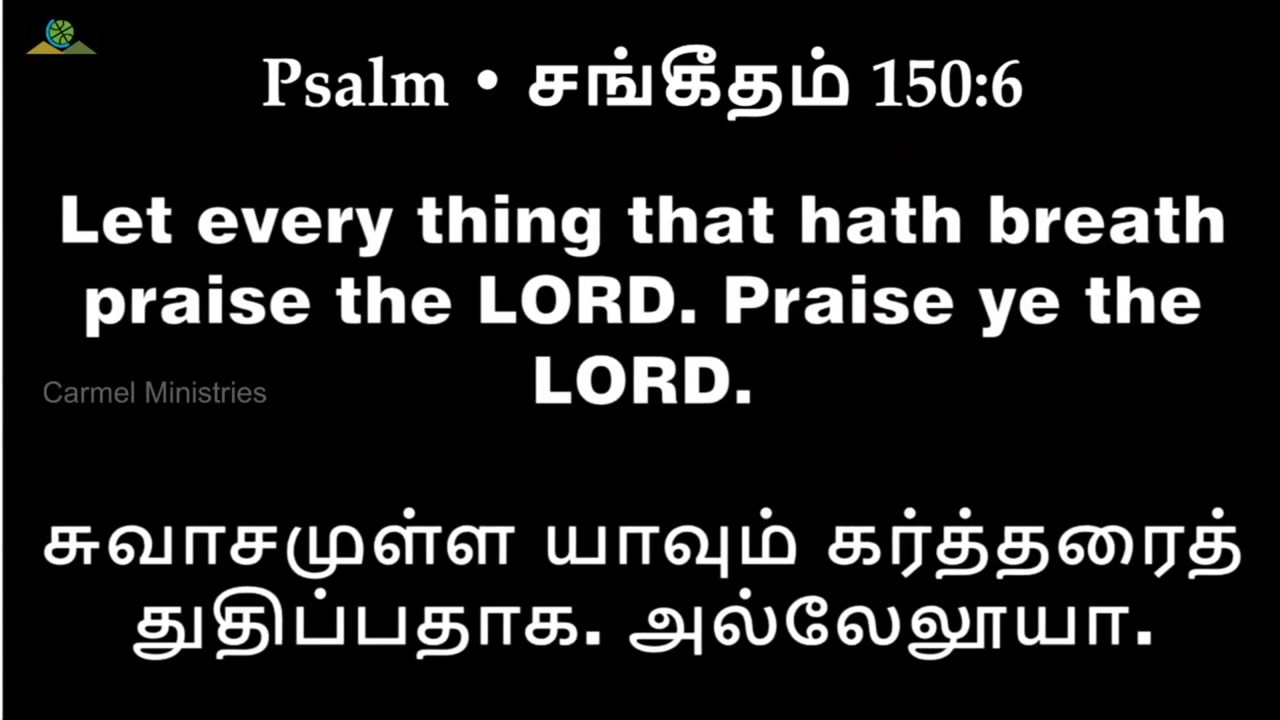 Psalm • சங்கீதம் 150:6
Let every thing that hath breath
praise the LORD. Praise ye the
LORD.
Carmel Ministries
சுவாசமுள்ள யாவும் கர்த்தரைத்
துதிப்பதாக. அல்லேலூயா.